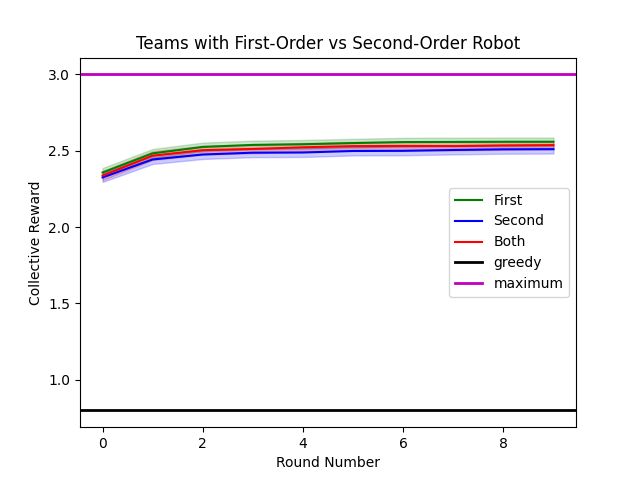 Teams with First-Order vs Second-Order Robot
Collective Reward
3.0
2.5
2.0
1.5
1.0
First
Second
Both
greedy
maximum
0 2 4 6 8
Round Number